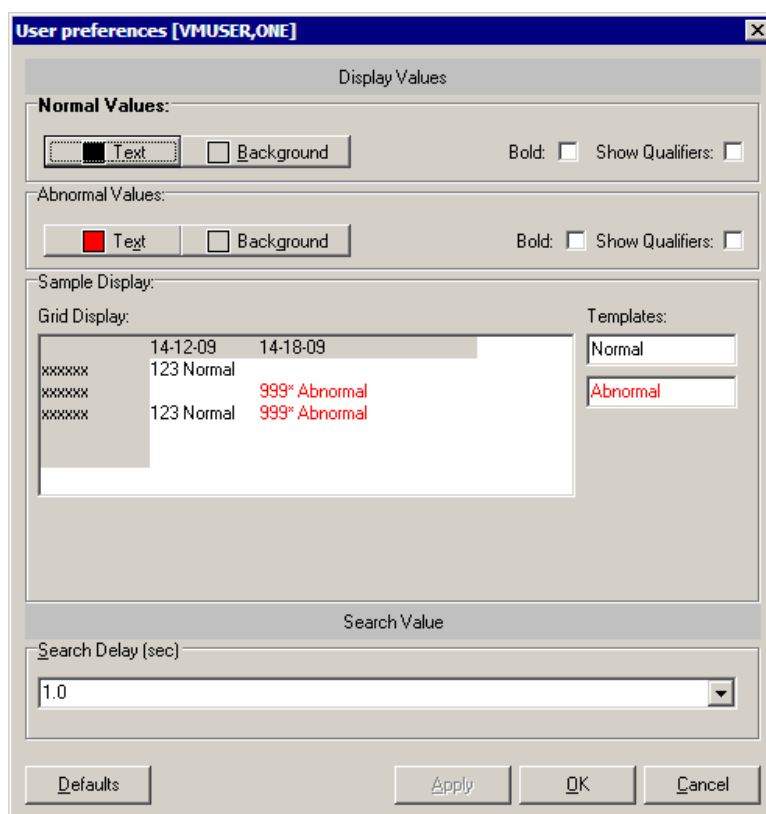 User preferences [VMUSER,ONE]
Display Values
Normal Values:
Text Background Bold: Show Qualifiers:
Abnormal Values:
Text Background Bold: Show Qualifiers:
Sample Display:
Grid Display: Templates:
14-12-09 14-18-09 Normal
xxxxxx 123 Normal
xxxxxx 999* Abnormal Abnormal
xxxxxx 123 Normal 999* Abnormal
Search Value
Search Delay (sec)
1.0
Defaults Apply OK Cancel